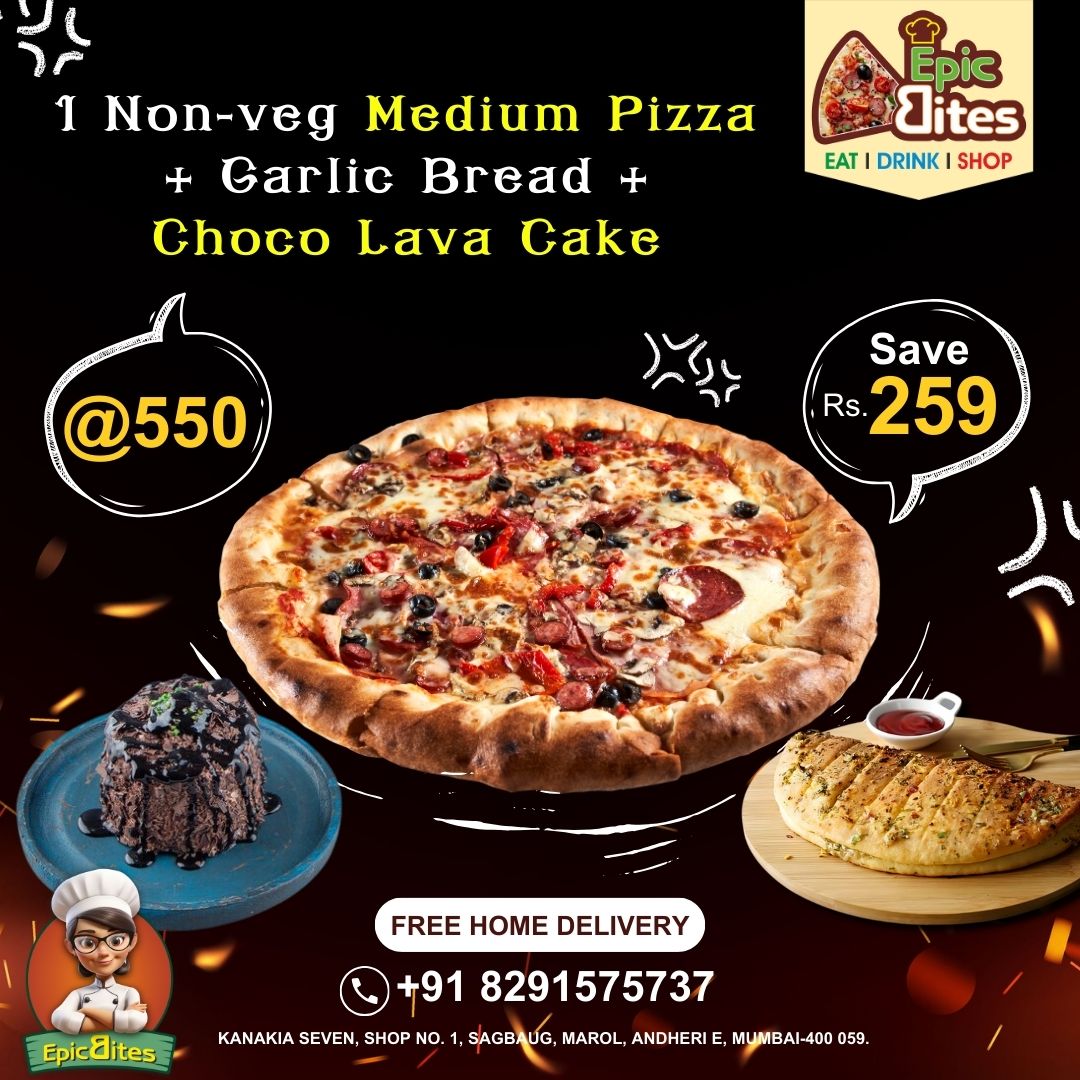 Epic
Bites
EAT | DRINK | SHOP
1 Non-veg Medium Pizza
+ Garlic Bread +
Choco Lava Cake
@550
Save
Rs.259
FREE HOME DELIVERY
+91 8291575737
KANAKIA SEVEN, SHOP NO. 1, SAGBAUG, MAROL, ANDHERI E, MUMBAI-400 059.
EpicBites